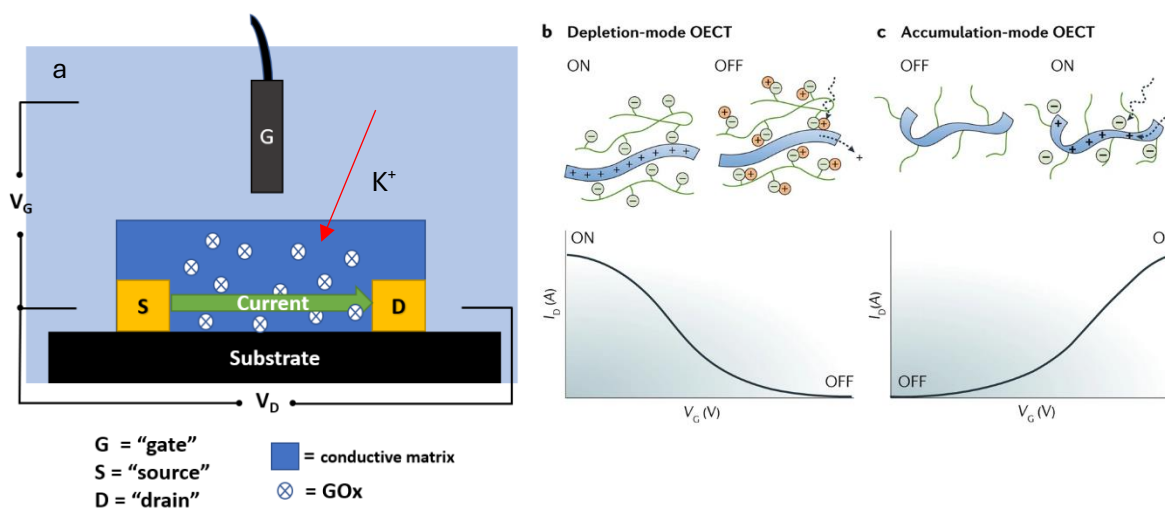 a
G
K⁺
V_G
S
Current
D
Substrate
V_D
G = “gate”
S = “source”
D = “drain”
= conductive matrix
= GOx
b Depletion-mode OECT
ON
OFF
+ + + + + + + +
+
ON
I_D (A)
OFF
V_G (V)
c Accumulation-mode OECT
OFF
ON
I_D (A)
OFF
V_G (V)